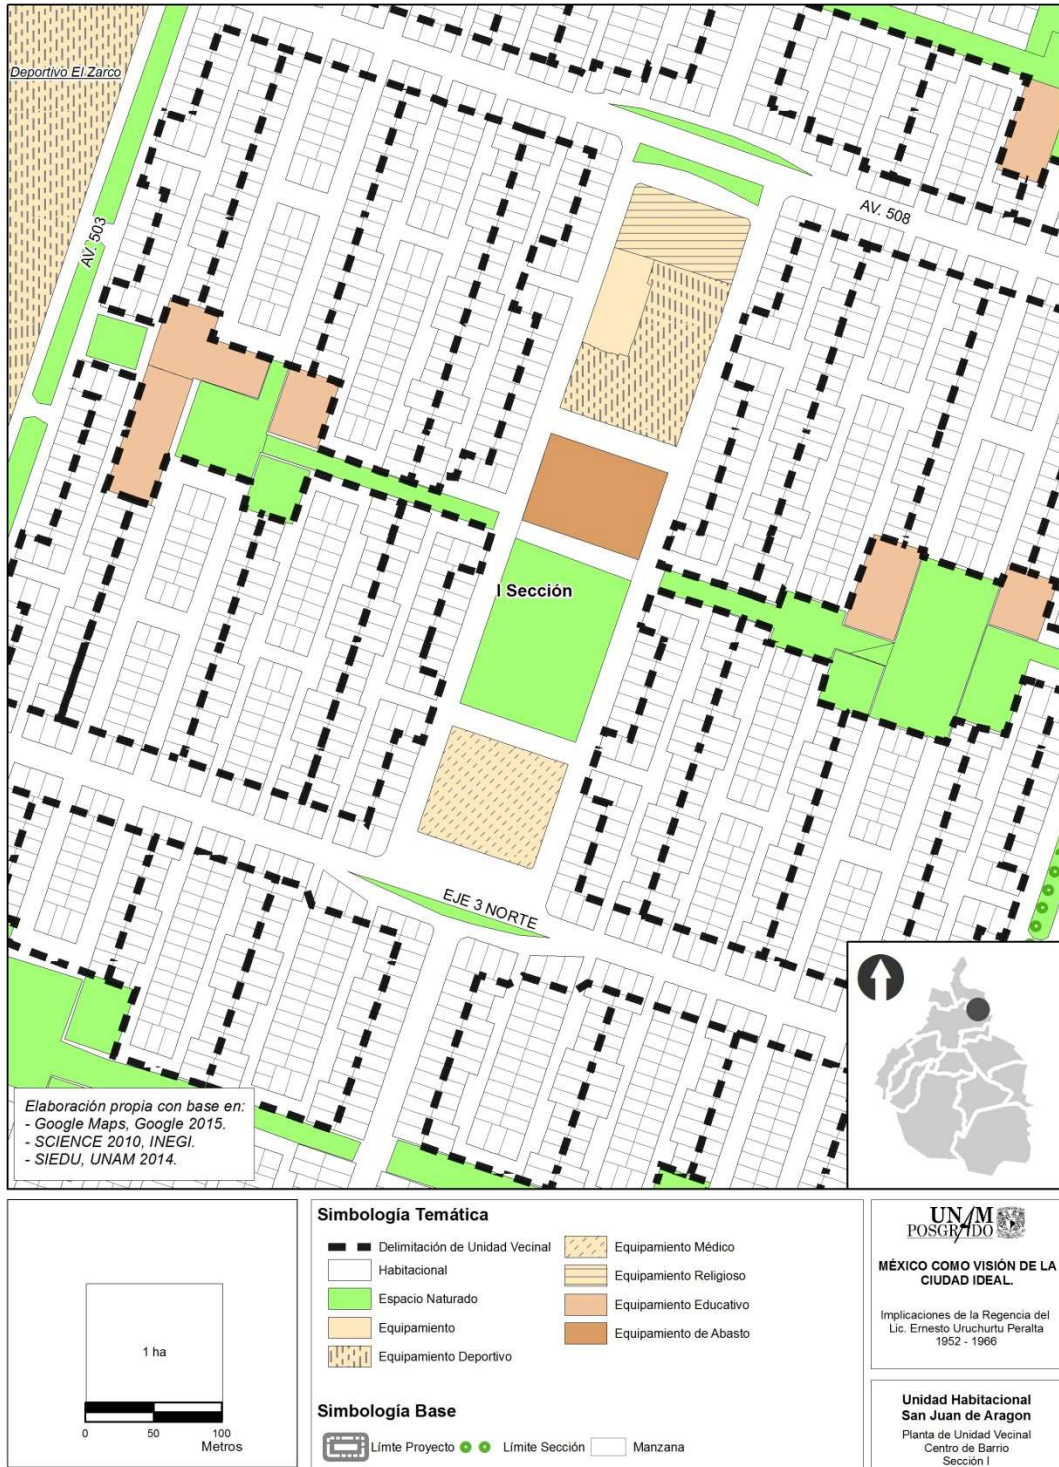 Deportivo El Zarco
AV. 503
AV. 508
I Sección
EJE 3 NORTE
Elaboración propia con base en:
- Google Maps, Google 2015.
- SCIENCE 2010, INEGI.
- SIEDU, UNAM 2014.
1 ha
0 50 100
Metros
Simbología Temática
Delimitación de Unidad Vecinal
Habitacional
Espacio Naturado
Equipamiento
Equipamiento Deportivo
Equipamiento Médico
Equipamiento Religioso
Equipamiento Educativo
Equipamiento de Abasto
Simbología Base
Límte Proyecto
Límite Sección
Manzana
UNAM
POSGRADO
MÉXICO COMO VISIÓN DE LA
CIUDAD IDEAL.
Implicaciones de la Regencia del
Lic. Ernesto Uruchurtu Peralta
1952 - 1966
Unidad Habitacional
San Juan de Aragon
Planta de Unidad Vecinal
Centro de Barrio
Sección I